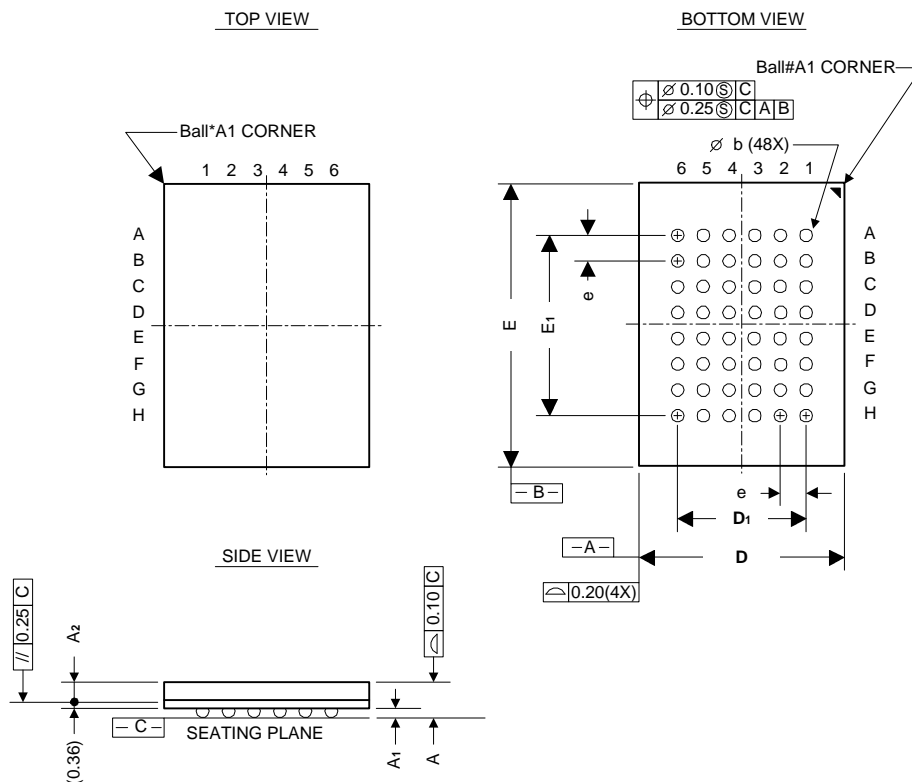 TOP VIEW
Ball*A1 CORNER
1 2 3 4 5 6
A
B
C
D
E
F
G
H
BOTTOM VIEW
Ball#A1 CORNER
⌖ ⌀ 0.10Ⓢ C
⌀ 0.25Ⓢ C A B
⌀ b (48X)
6 5 4 3 2 1
A
B
C
D
E
F
G
H
E
E1
e
– B –
e
D1
–A–
D
⌓ 0.20(4X)
SIDE VIEW
// 0.25 C
A2
⌓ 0.10 C
(0.36)
– C –
SEATING PLANE
A1
A